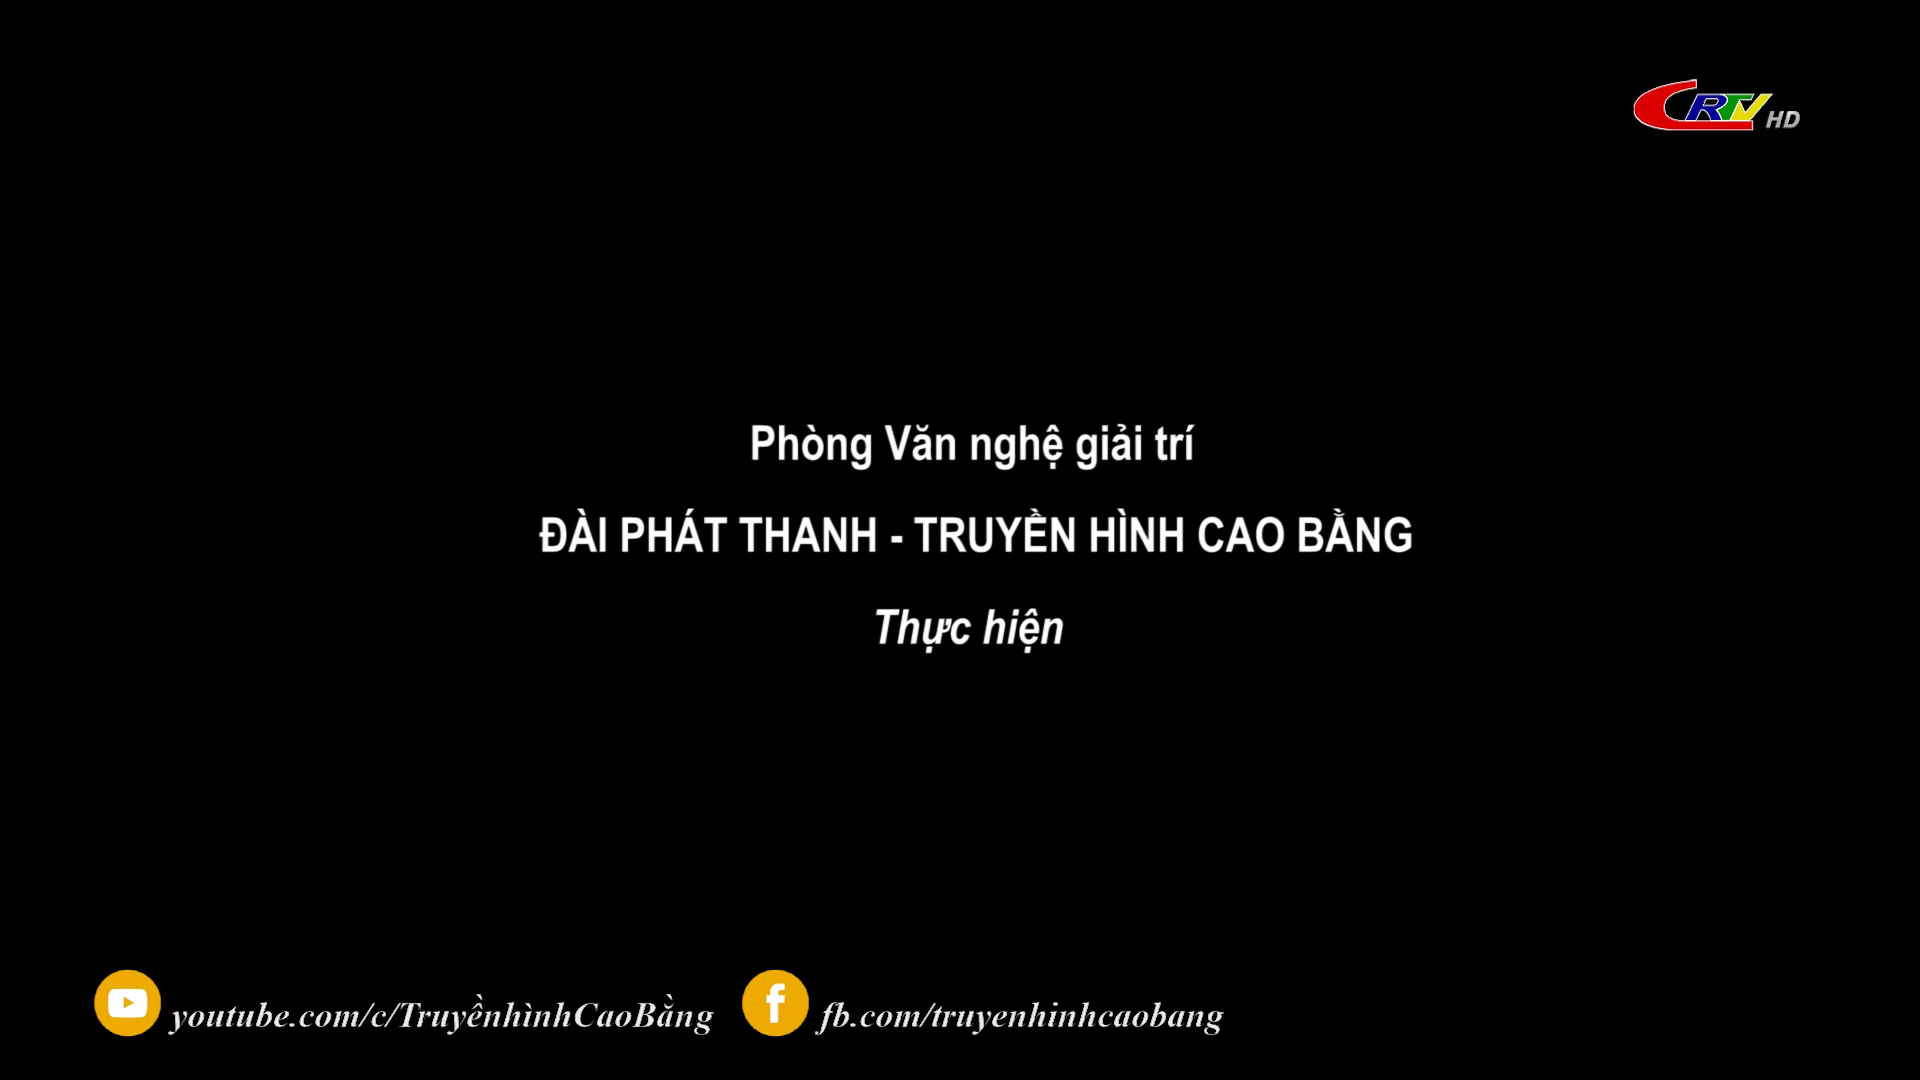 CRTV HD
Phòng Văn nghệ giải trí
ĐÀI PHÁT THANH - TRUYỀN HÌNH CAO BẰNG
Thực hiện
youtube.com/c/TruyềnhìnhCaoBằng
fb.com/truyenhinhcaobang